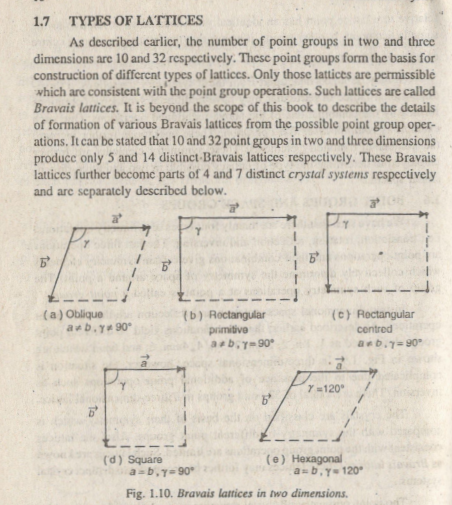 1.7 TYPES OF LATTICES
As described earlier, the number of point groups in two and three
dimensions are 10 and 32 respectively. These point groups form the basis for
construction of different types of lattices. Only those lattices are permissible
which are consistent with the point group operations. Such lattices are called
Bravais lattices. It is beyond the scope of this book to describe the details
of formation of various Bravais lattices from the possible point group oper-
ations. It can be stated that 10 and 32 point groups in two and three dimensions
produce only 5 and 14 distinct Bravais lattices respectively. These Bravais
lattices further become parts of 4 and 7 distinct crystal systems respectively
and are separately described below.
a⃗ a⃗ a⃗
γ γ γ
b⃗ b⃗ b⃗
(a) Oblique (b) Rectangular (c) Rectangular
a≠b, γ≠90° primitive centred
a≠b, γ=90° a≠b, γ=90°
a⃗ a⃗
γ γ=120°
b⃗ b⃗
(d) Square (e) Hexagonal
a=b, γ=90° a=b, γ=120°
Fig. 1.10. Bravais lattices in two dimensions.